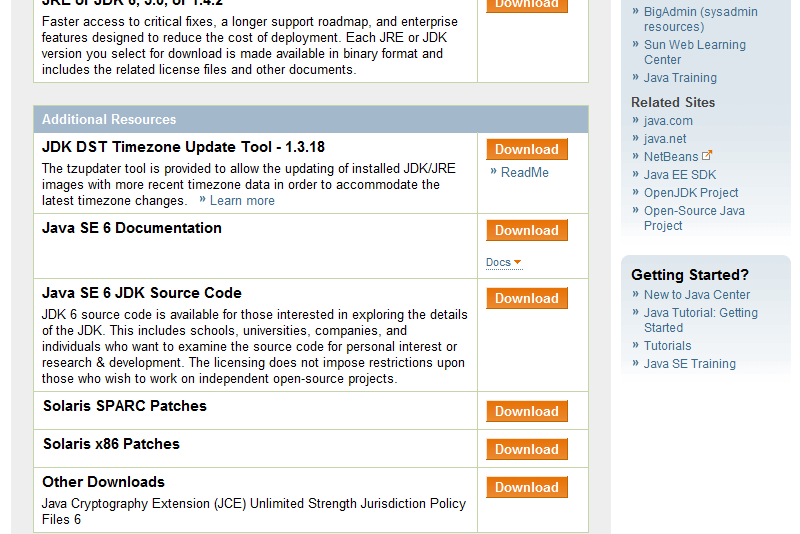 JRE or JDK 6, 5.0, or 1.4.2
Download
Faster access to critical fixes, a longer support roadmap, and enterprise
features designed to reduce the cost of deployment. Each JRE or JDK
version you select for download is made available in binary format and
includes the related license files and other documents.
Additional Resources
JDK DST Timezone Update Tool - 1.3.18
The tzupdater tool is provided to allow the updating of installed JDK/JRE
images with more recent timezone data in order to accommodate the
latest timezone changes. » Learn more
Download
» ReadMe
Java SE 6 Documentation
Download
Docs
Java SE 6 JDK Source Code
JDK 6 source code is available for those interested in exploring the details
of the JDK. This includes schools, universities, companies, and
individuals who want to examine the source code for personal interest or
research & development. The licensing does not impose restrictions upon
those who wish to work on independent open-source projects.
Download
Solaris SPARC Patches
Download
Solaris x86 Patches
Download
Other Downloads
Java Cryptography Extension (JCE) Unlimited Strength Jurisdiction Policy
Files 6
Download
» BigAdmin (sysadmin
resources)
» Sun Web Learning
Center
» Java Training
Related Sites
» java.com
» java.net
» NetBeans
» Java EE SDK
» OpenJDK Project
» Open-Source Java
Project
Getting Started?
» New to Java Center
» Java Tutorial: Getting
Started
» Tutorials
» Java SE Training